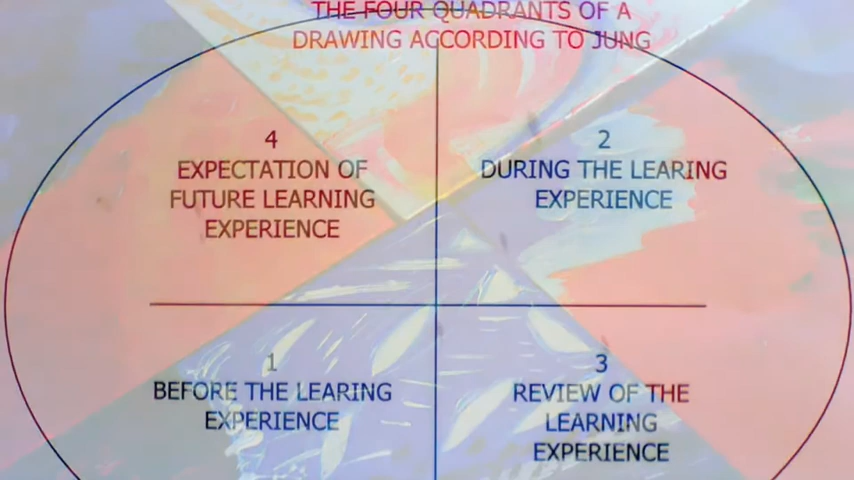 THE FOUR QUADRANTS OF A
DRAWING ACCORDING TO JUNG
4
EXPECTATION OF
FUTURE LEARNING
EXPERIENCE
2
DURING THE LEARING
EXPERIENCE
1
BEFORE THE LEARING
EXPERIENCE
3
REVIEW OF THE
LEARNING
EXPERIENCE